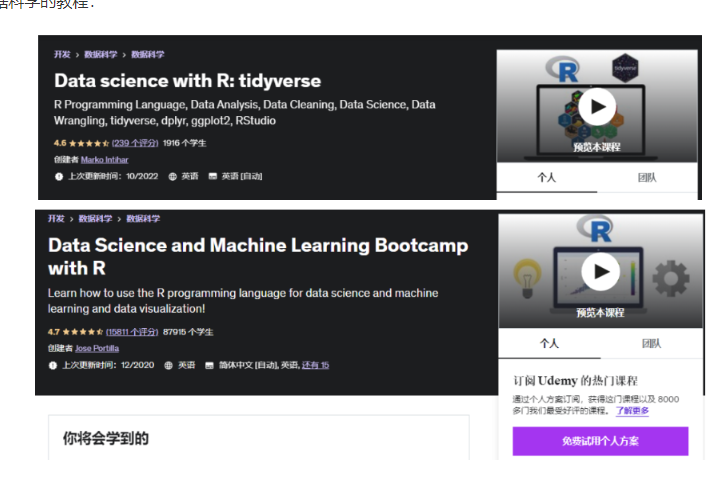 据科学的教程：
开发 > 数据科学 > 数据科学
Data science with R: tidyverse
R Programming Language, Data Analysis, Data Cleaning, Data Science, Data
Wrangling, tidyverse, dplyr, ggplot2, RStudio
4.6 ★★★★⯪ (239 个评分) 1916 个学生
创建者 Marko Intihar
上次更新时间：10/2022 英语 英语 [自动]
R
tidyverse
预览本课程
个人 团队
开发 > 数据科学 > 数据科学
Data Science and Machine Learning Bootcamp
with R
Learn how to use the R programming language for data science and machine
learning and data visualization!
4.7 ★★★★⯪ (15811 个评分) 87915 个学生
创建者 Jose Portilla
上次更新时间：12/2020 英语 简体中文 [自动], 英语, 还有 15
R
预览本课程
个人 团队
订阅 Udemy 的热门课程
通过个人方案订阅，获得这门课程以及 8000
多门我们最受好评的课程。 了解更多
免费试用个人方案
你将会学到的